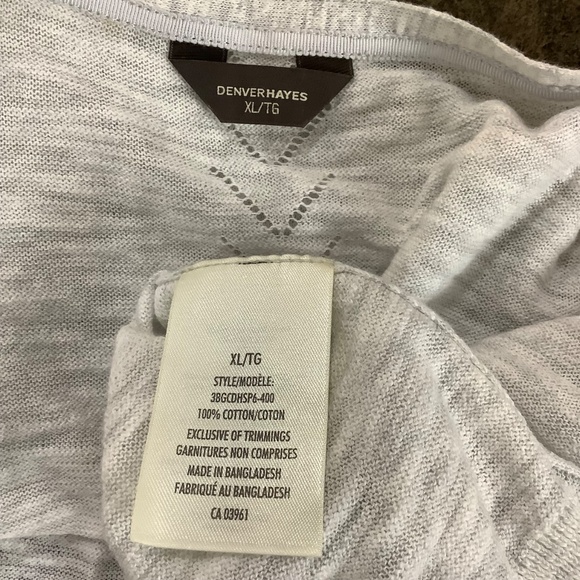 DENVERHAYES
XL/TG
XL/TG
STYLE/MODÈLE:
3BGCDHSP6-400
100% COTTON/COTON
EXCLUSIVE OF TRIMMINGS
GARNITURES NON COMPRISES
MADE IN BANGLADESH
FABRIQUÉ AU BANGLADESH
CA 03961